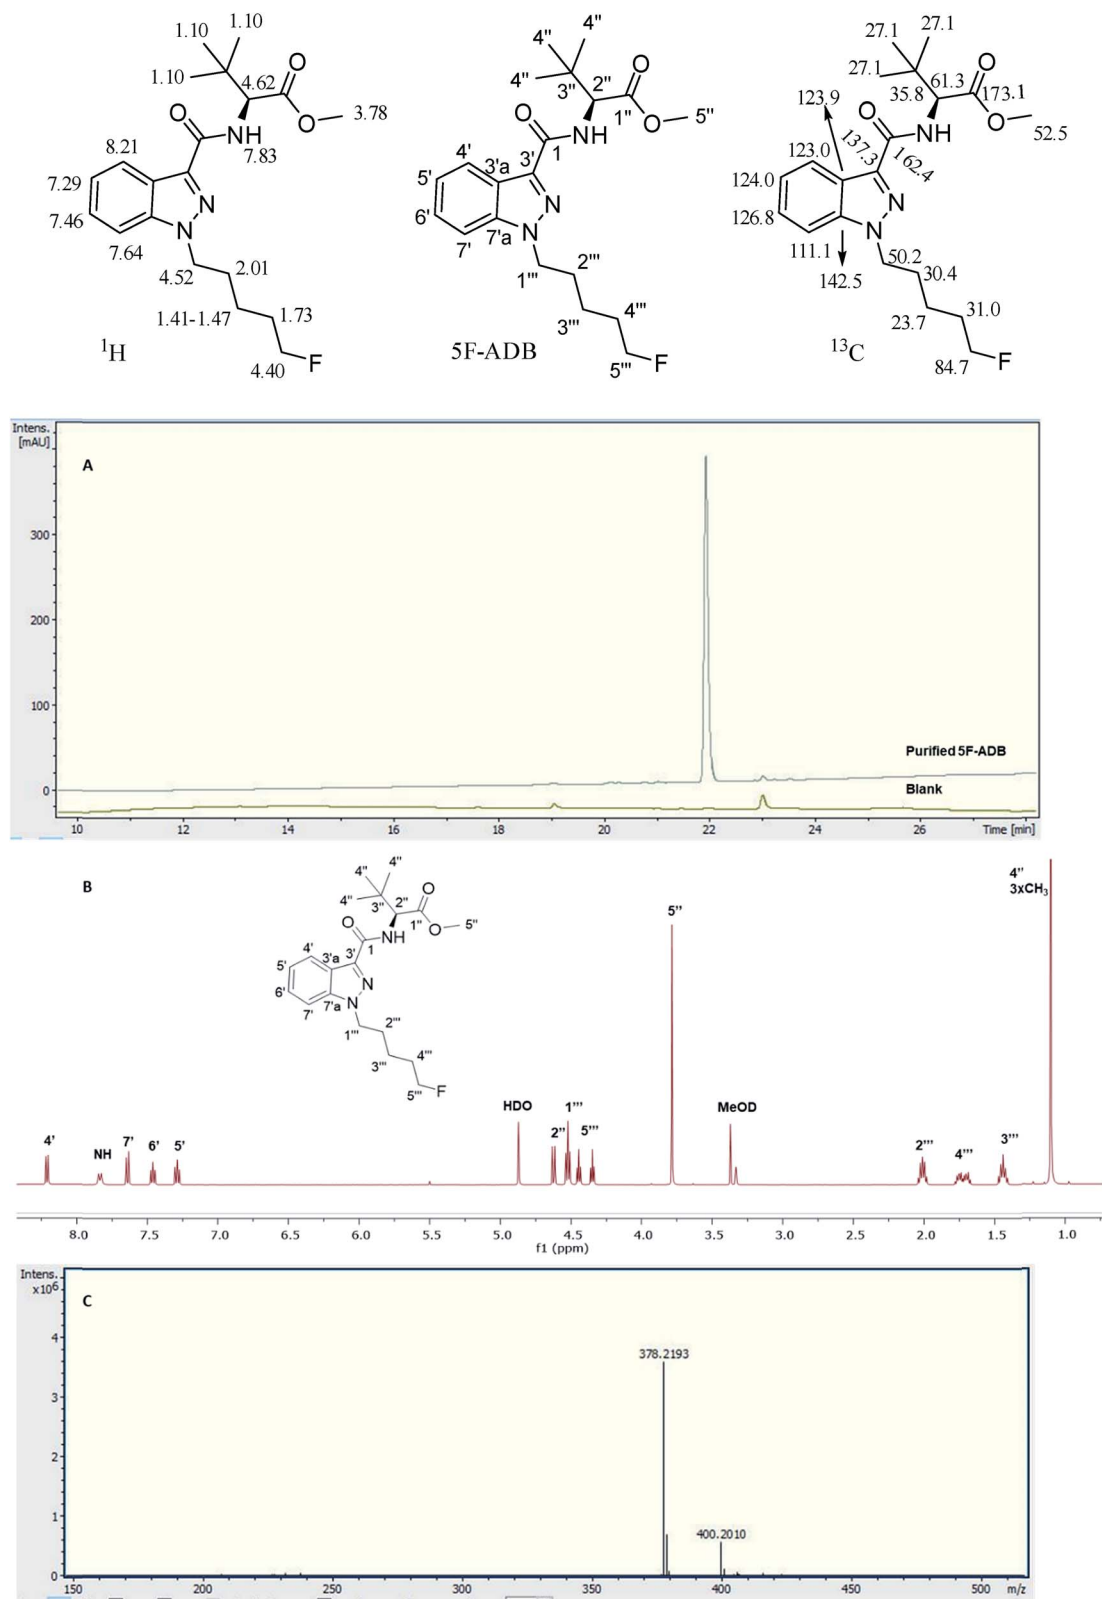 1.10 1.10
1.10
4.62
O
O
3.78
O
N
H
7.83
8.21
7.29
7.46
7.64
N
N
4.52
2.01
1.41-1.47
1.73
4.40
F
¹H
4'' 4''
4''
3''
2''
O
1''
O
5''
O
NH
1
4'
3'
3'a
5'
6'
7'
7'a
N
N
1'''
2'''
3'''
4'''
5'''
F
5F-ADB
27.1 27.1
27.1
61.3
35.8
O
173.1
O
52.5
123.9
O
NH
137.3
162.4
123.0
124.0
126.8
111.1
142.5
N
N
50.2
30.4
23.7
31.0
84.7
F
¹³C
Intens.
[mAU]
A
300
200
100
0
Purified 5F-ADB
Blank
10 12 14 16 18 20 22 24 26 Time [min]
B
4'' 4''
4''
3''
2''
O
1''
O
5''
O
NH
1
4'
3'
3'a
5'
6'
7'
7'a
N
N
1'''
2'''
3'''
4'''
5'''
F
4''
3xCH₃
5''
HDO
1'''
2''
5'''
MeOD
4'
NH
7'
6'
5'
2'''
4'''
3'''
8.0 7.5 7.0 6.5 6.0 5.5 5.0 4.5 4.0 3.5 3.0 2.5 2.0 1.5 1.0
f1 (ppm)
Intens.
x10⁶
C
4
3
2
1
0
378.2193
400.2010
150 200 250 300 350 400 450 500 m/z